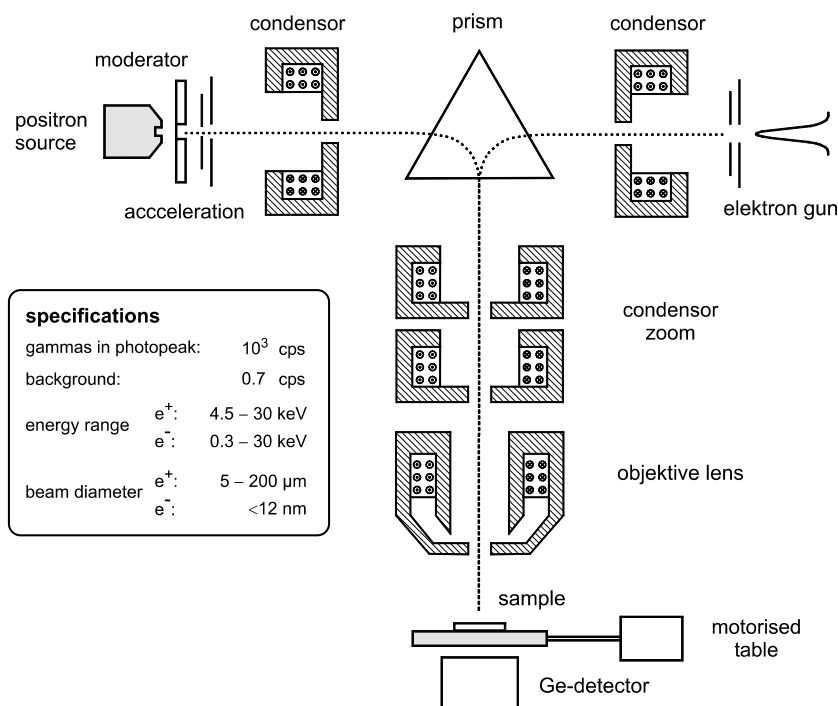 condensor
prism
condensor
moderator
positron
source
accceleration
elektron gun
condensor
zoom
specifications
gammas in photopeak: 10³ cps
background: 0.7 cps
energy range
e⁺: 4.5 – 30 keV
e⁻: 0.3 – 30 keV
beam diameter
e⁺: 5 – 200 µm
e⁻: <12 nm
objektive lens
sample
motorised
table
Ge-detector